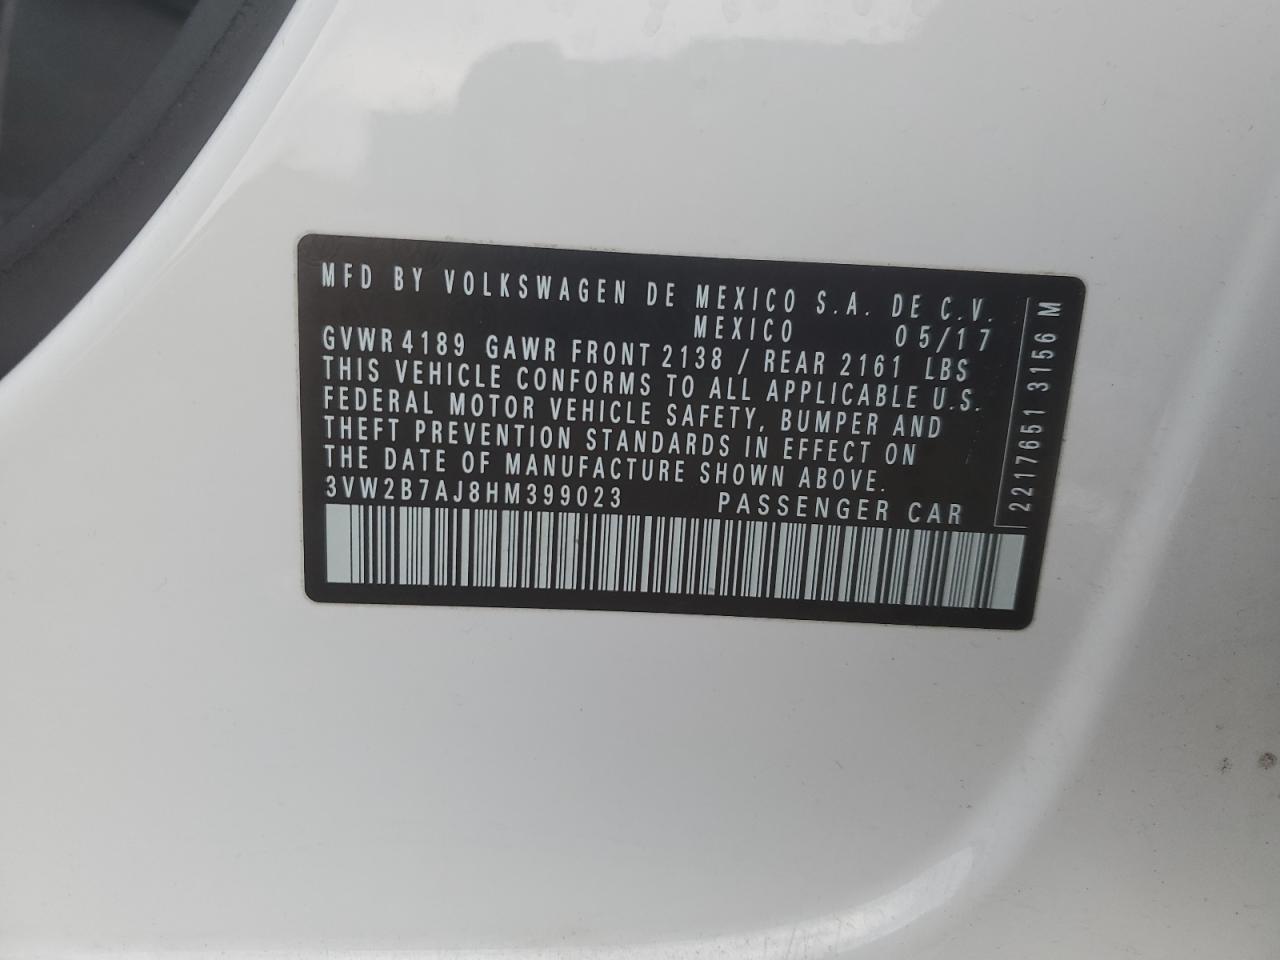 MFD BY VOLKSWAGEN DE MEXICO S.A. DE C.V.
MEXICO 05/17
GVWR 4189 GAWR FRONT 2138 / REAR 2161 LBS
THIS VEHICLE CONFORMS TO ALL APPLICABLE U.S.
FEDERAL MOTOR VEHICLE SAFETY, BUMPER AND
THEFT PREVENTION STANDARDS IN EFFECT ON
THE DATE OF MANUFACTURE SHOWN ABOVE.
3VW2B7AJ8HM399023 PASSENGER CAR
2217651 3156 M